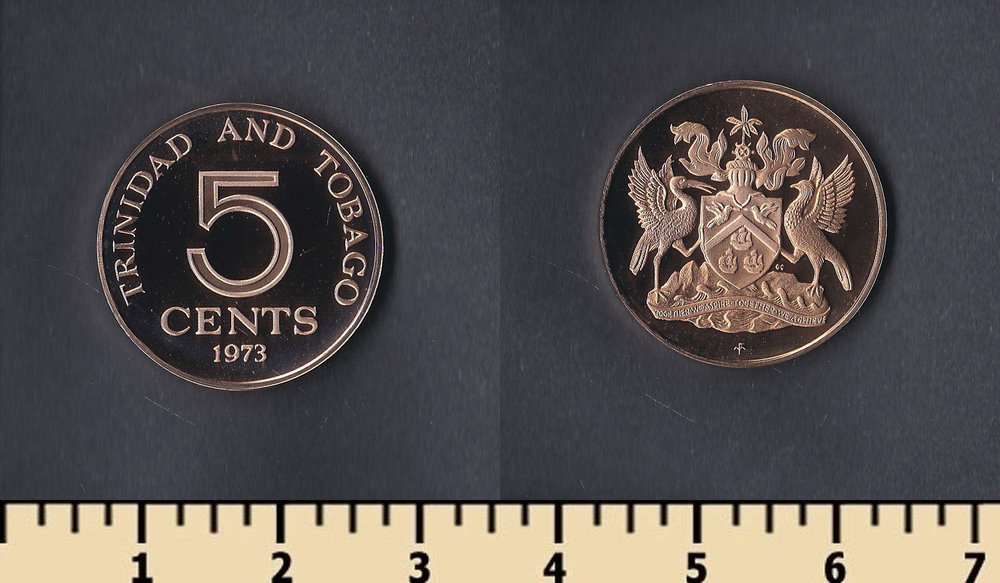 TRINIDAD AND TOBAGO
5
CENTS
1973
TOGETHER WE ASPIRE TOGETHER WE ACHIEVE
1 2 3 4 5 6 7